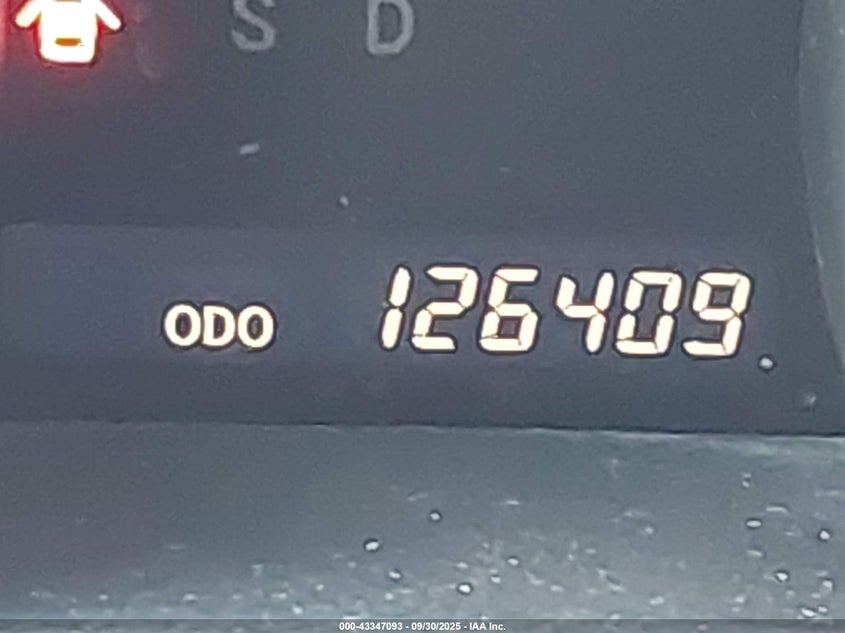 S D
ODO 126409
000-43347093 - 09/30/2025 - IAA Inc.